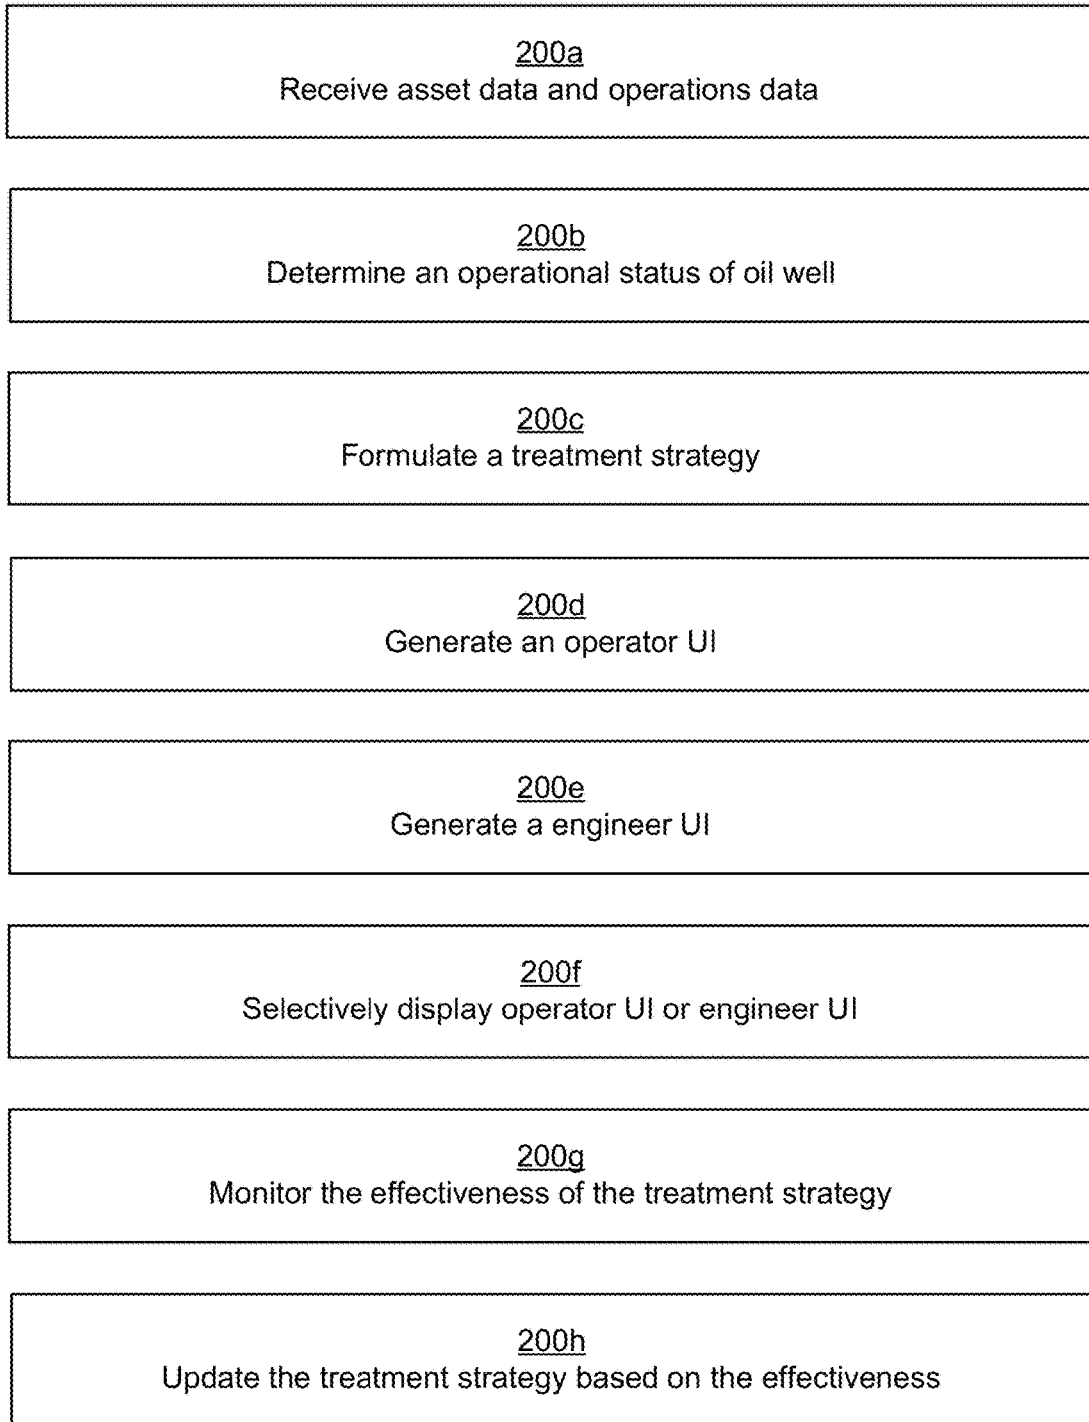 200a
Receive asset data and operations data
200b
Determine an operational status of oil well
200c
Formulate a treatment strategy
200d
Generate an operator UI
200e
Generate a engineer UI
200f
Selectively display operator UI or engineer UI
200g
Monitor the effectiveness of the treatment strategy
200h
Update the treatment strategy based on the effectiveness